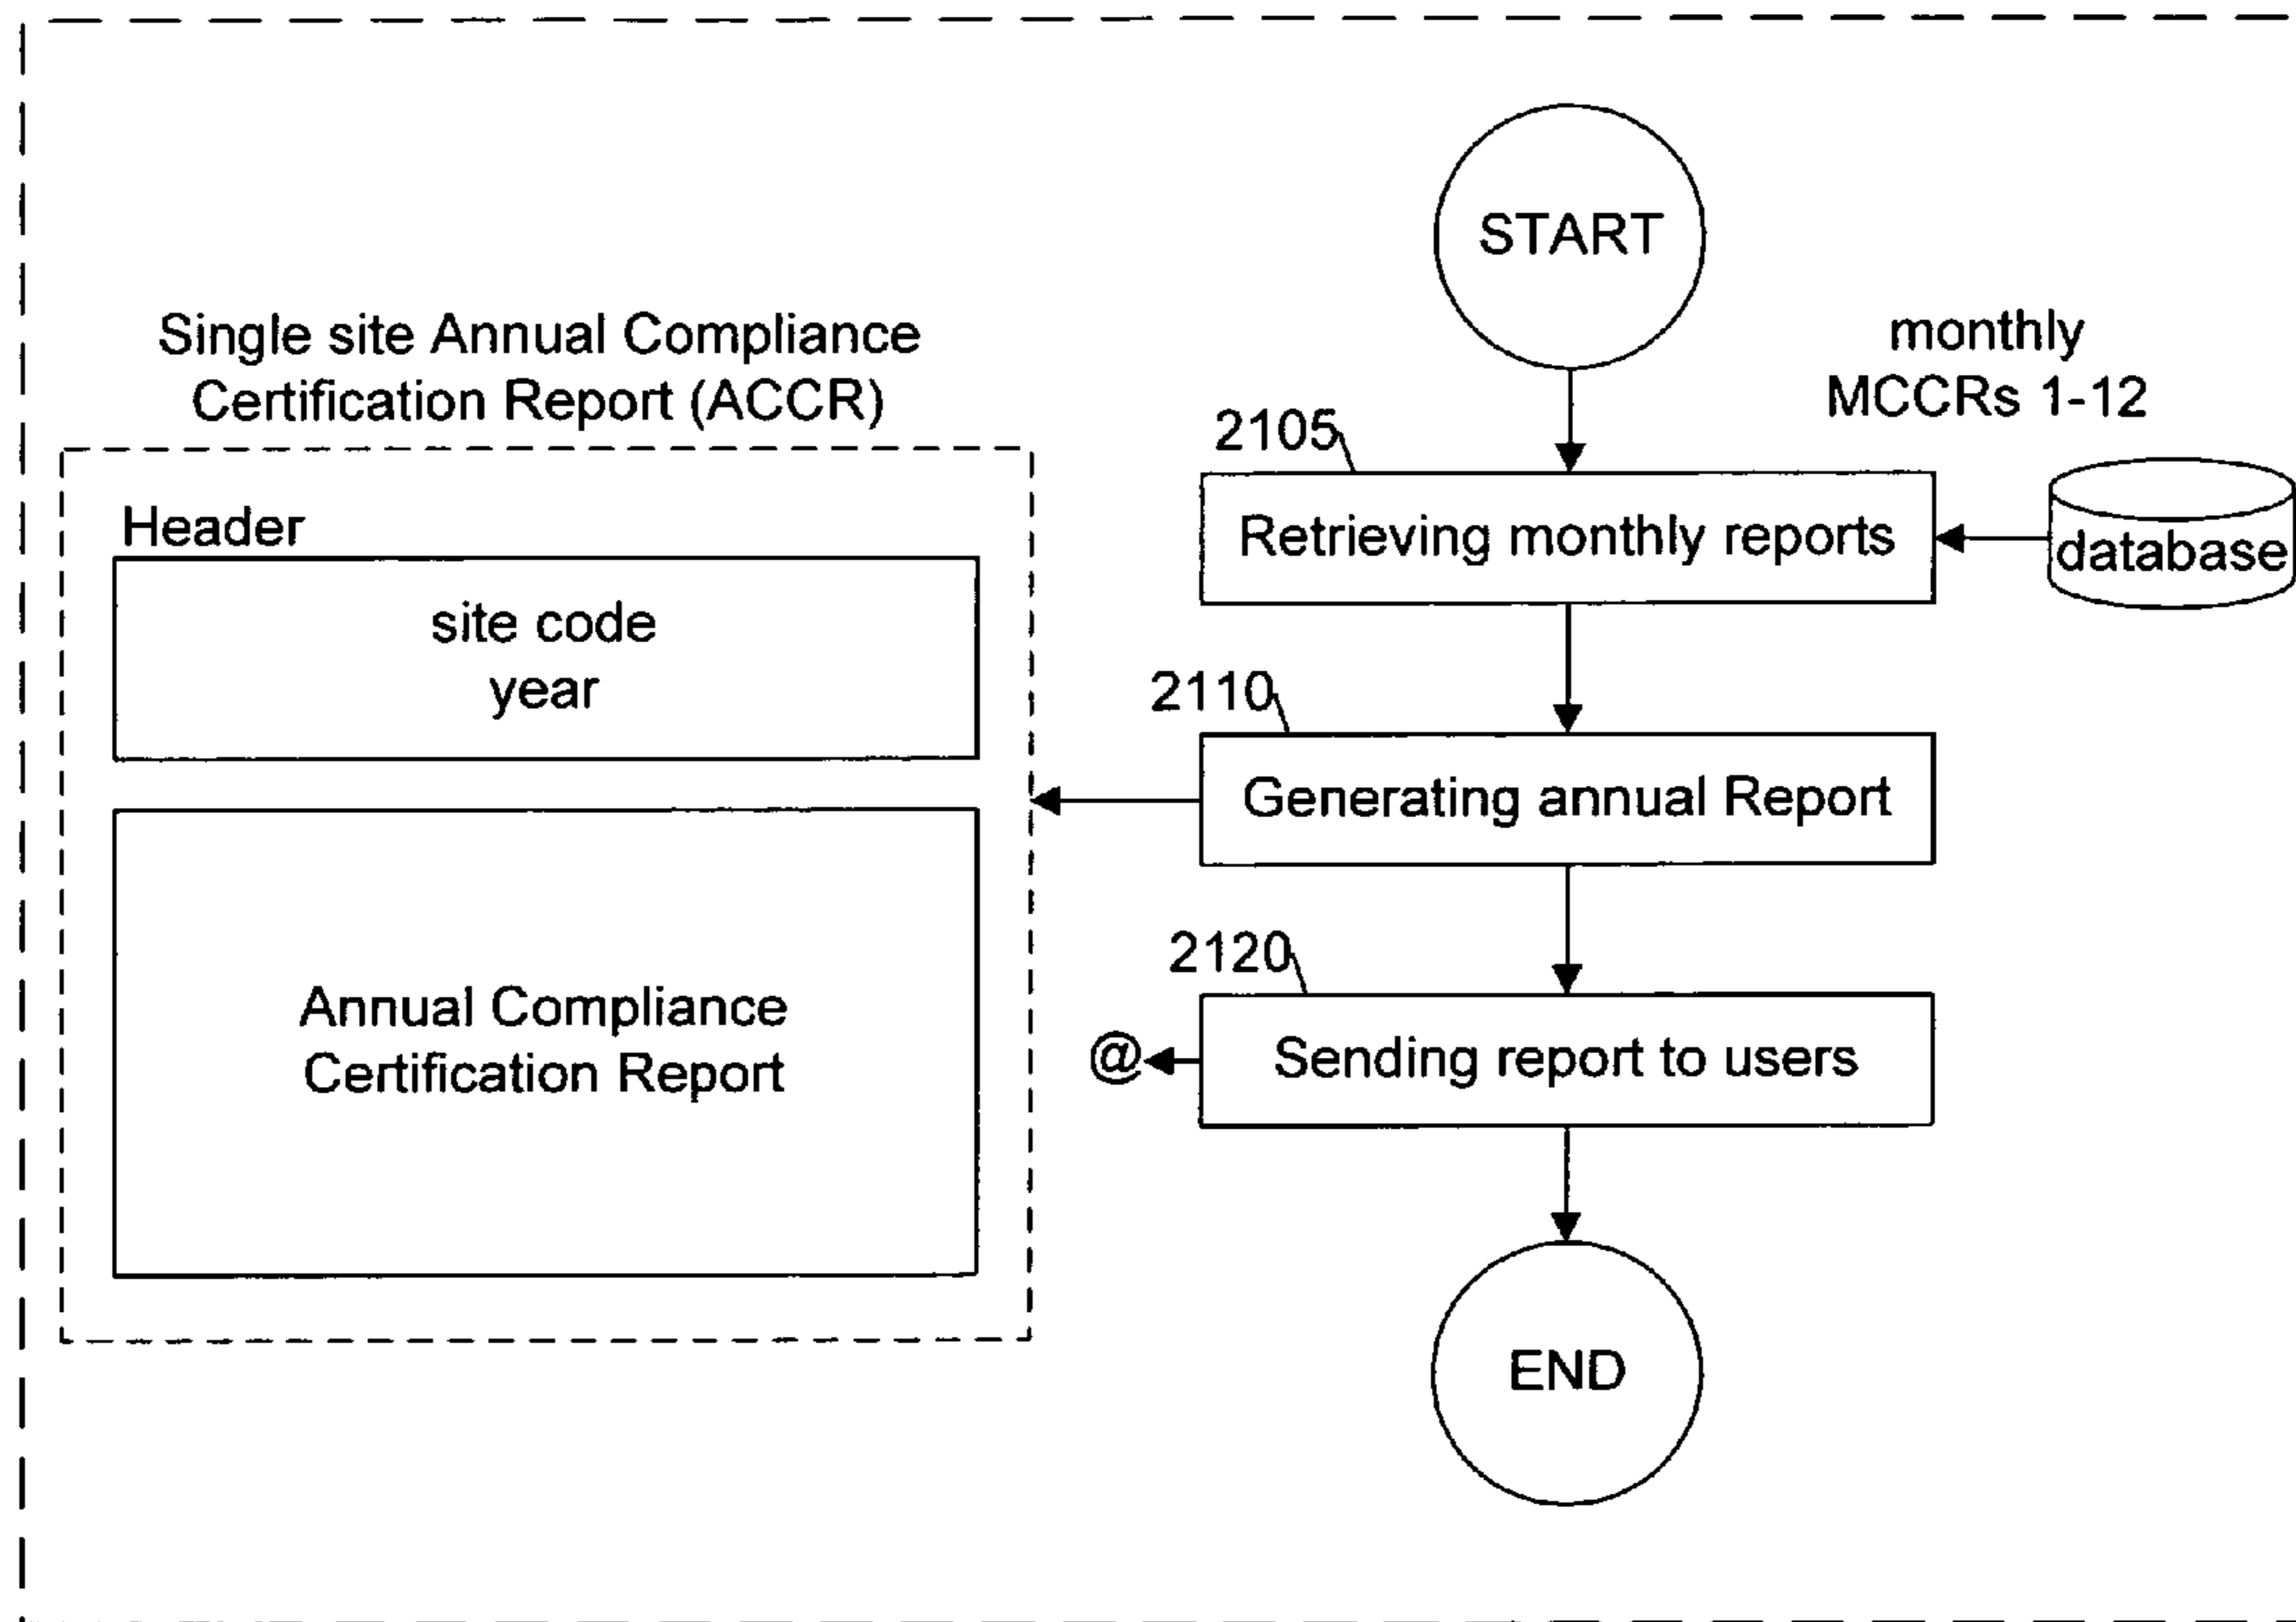 START
Single site Annual Compliance
Certification Report (ACCR)
monthly
MCCRs 1-12
2105
Header
Retrieving monthly reports
database
site code
year
2110
Generating annual Report
2120
Annual Compliance
Certification Report
@
Sending report to users
END